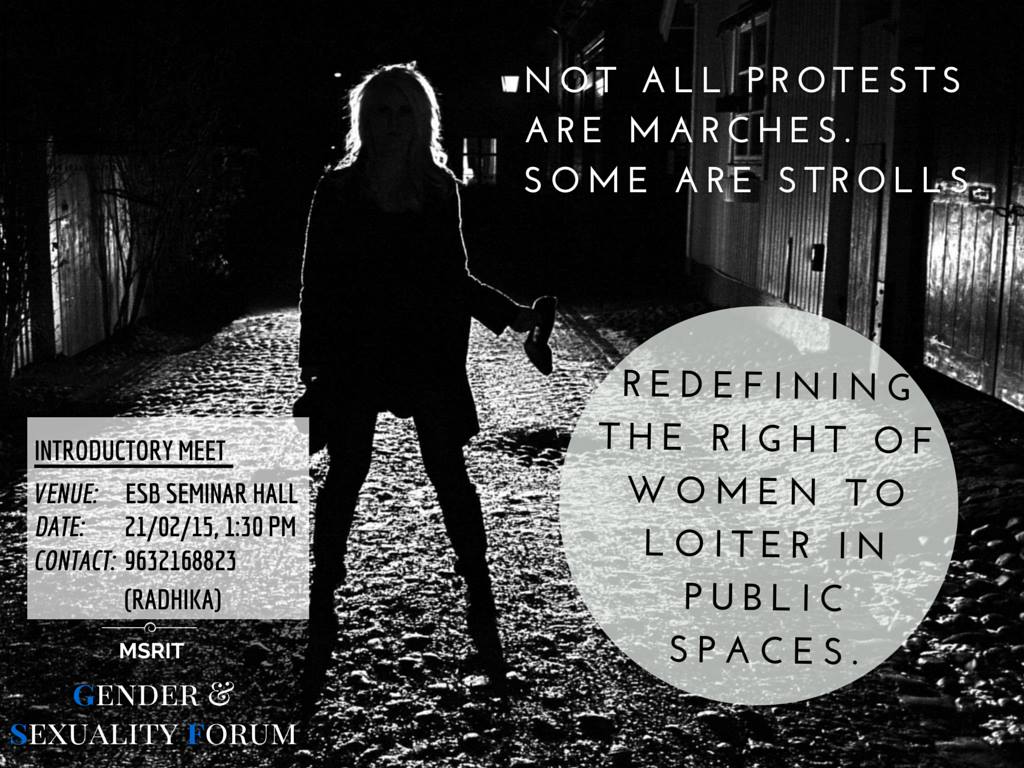 NOT ALL PROTESTS
ARE MARCHES.
SOME ARE STROLLS
REDEFINING
THE RIGHT OF
WOMEN TO
LOITER IN
PUBLIC
SPACES.
INTRODUCTORY MEET
VENUE: ESB SEMINAR HALL
DATE: 21/02/15, 1:30 PM
CONTACT: 9632168823
(RADHIKA)
MSRIT
GENDER &
SEXUALITY FORUM